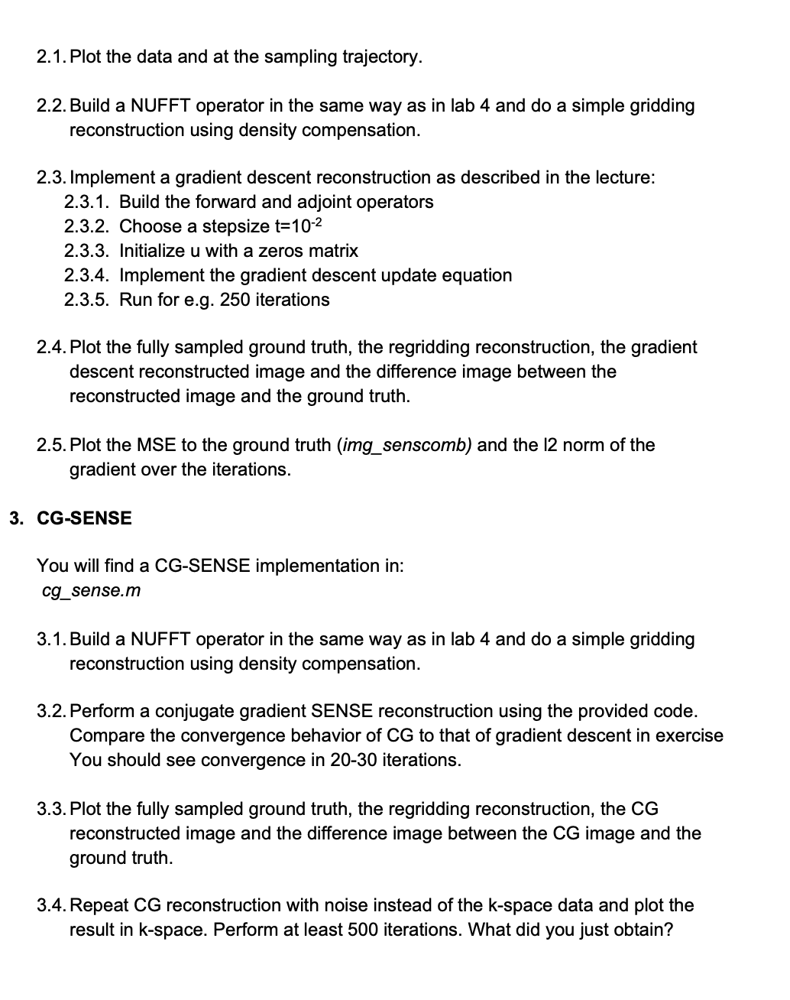 2.1. Plot the data and at the sampling trajectory.
2.2. Build a NUFFT operator in the same way as in lab 4 and do a simple gridding
reconstruction using density compensation.
2.3. Implement a gradient descent reconstruction as described in the lecture:
2.3.1. Build the forward and adjoint operators
2.3.2. Choose a stepsize t=10⁻²
2.3.3. Initialize u with a zeros matrix
2.3.4. Implement the gradient descent update equation
2.3.5. Run for e.g. 250 iterations
2.4. Plot the fully sampled ground truth, the regridding reconstruction, the gradient
descent reconstructed image and the difference image between the
reconstructed image and the ground truth.
2.5. Plot the MSE to the ground truth (img_senscomb) and the l2 norm of the
gradient over the iterations.
3. CG-SENSE
You will find a CG-SENSE implementation in:
cg_sense.m
3.1. Build a NUFFT operator in the same way as in lab 4 and do a simple gridding
reconstruction using density compensation.
3.2. Perform a conjugate gradient SENSE reconstruction using the provided code.
Compare the convergence behavior of CG to that of gradient descent in exercise
You should see convergence in 20-30 iterations.
3.3. Plot the fully sampled ground truth, the regridding reconstruction, the CG
reconstructed image and the difference image between the CG image and the
ground truth.
3.4. Repeat CG reconstruction with noise instead of the k-space data and plot the
result in k-space. Perform at least 500 iterations. What did you just obtain?